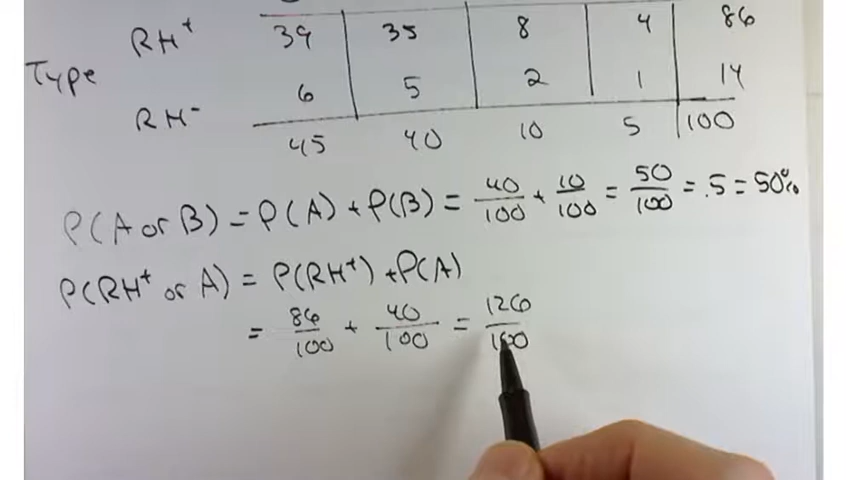 RH⁺ 39 35 8 4 86
Type
6 5 2 1 14
RH⁻
45 40 10 5 100
P(A or B) = P(A) + P(B) = 40/100 + 10/100 = 50/100 = .5 = 50%
P(RH⁺ or A) = P(RH⁺) + P(A)
= 86/100 + 40/100 = 126/100